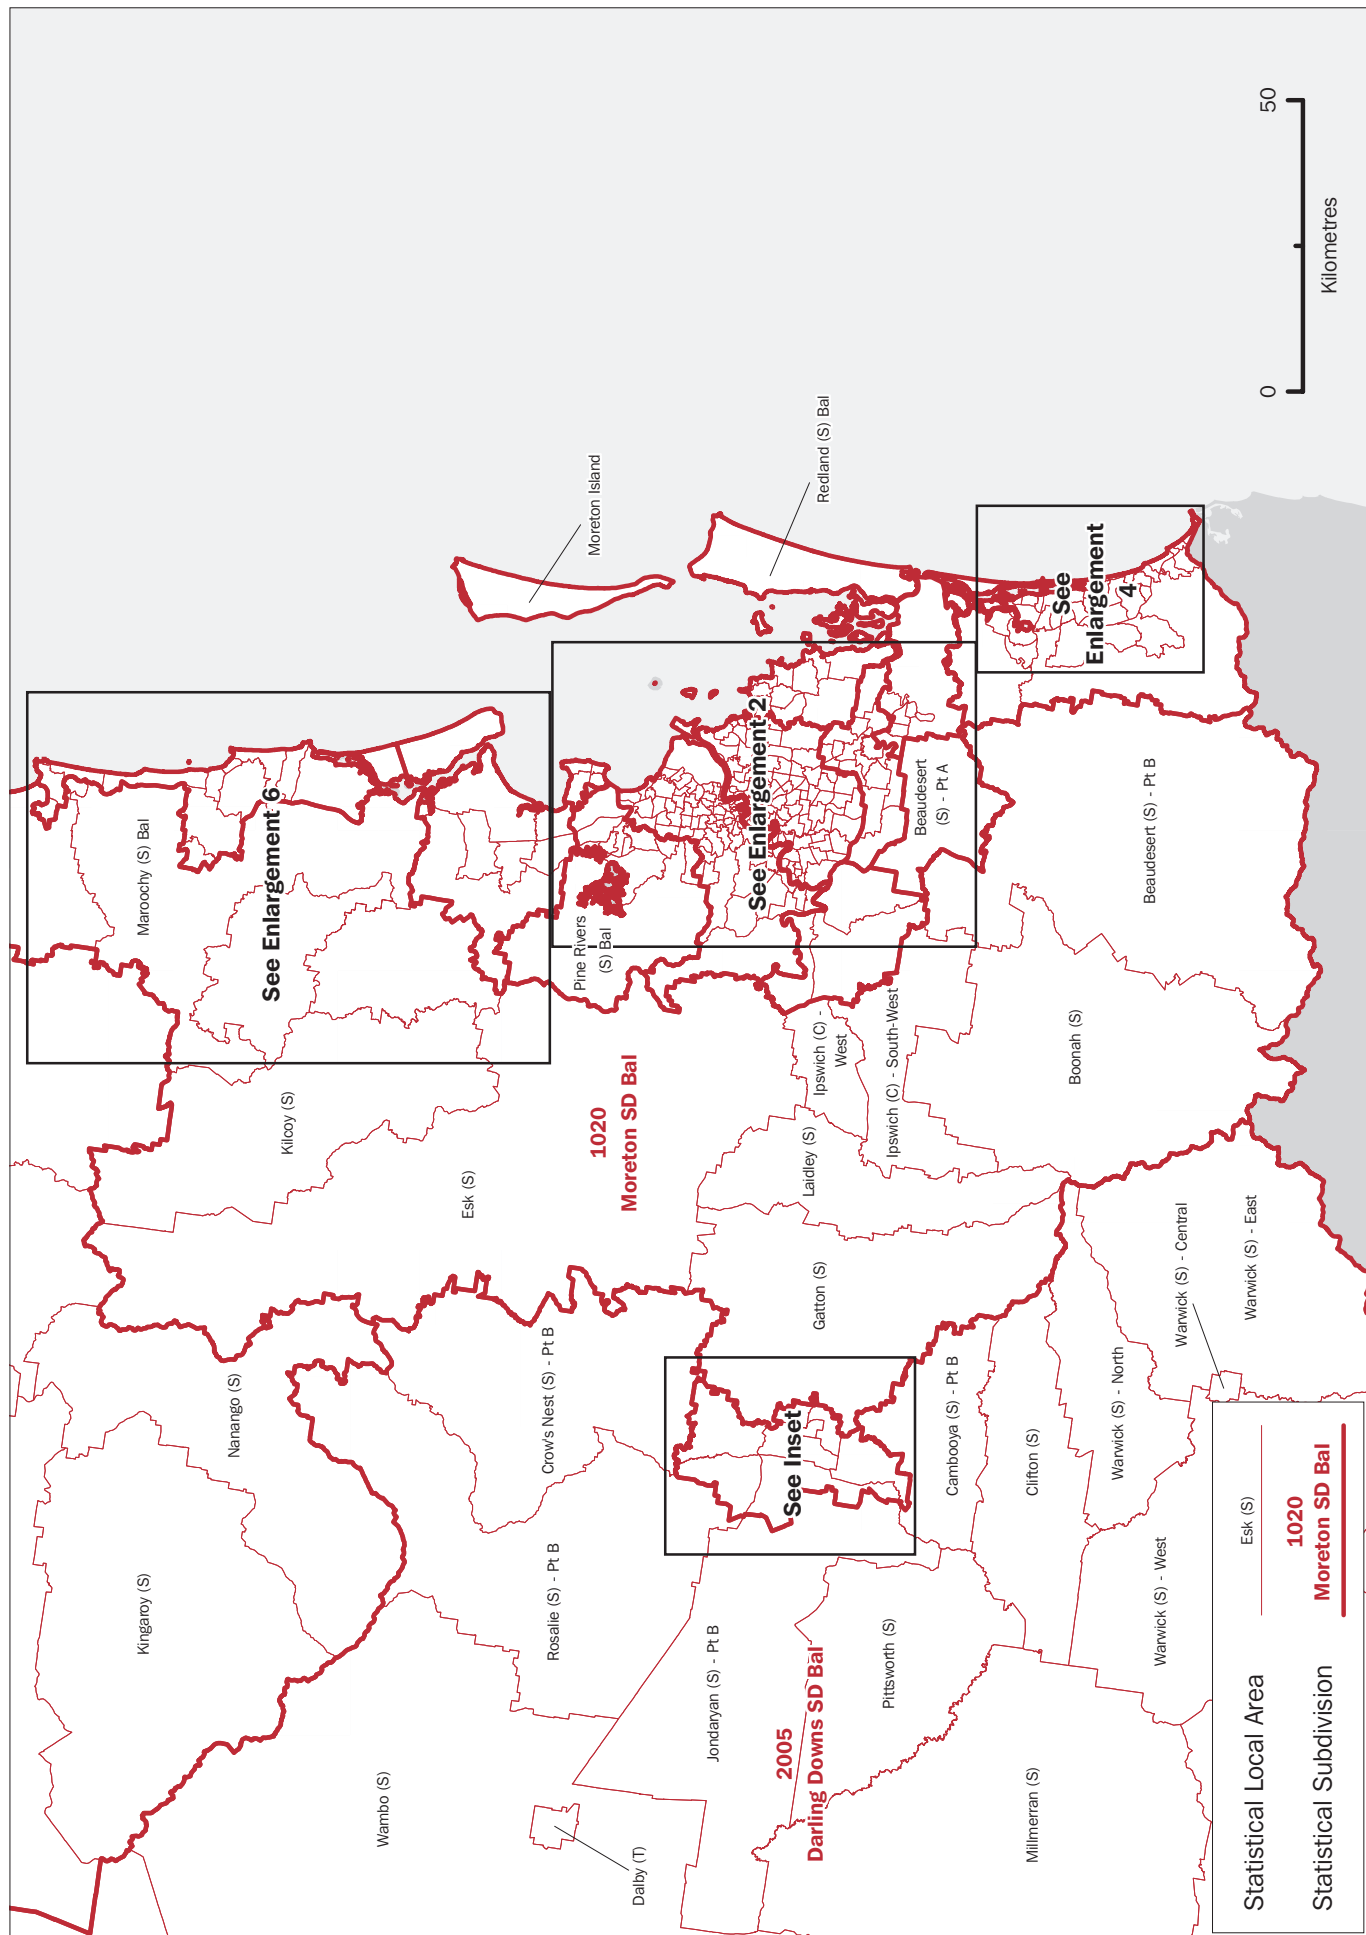 Kingaroy (S)
Nanango (S)
Maroochy (S) Bal
See Enlargement 6
Kilcoy (S)
Wambo (S)
Esk (S)
Crow's Nest (S) - Pt B
Rosalie (S) - Pt B
Moreton Island
Pine Rivers
(S) Bal
1020
Moreton SD Bal
Dalby (T)
Jondaryan (S) - Pt B
See Enlargement 2
See Inset
2005
Darling Downs SD Bal
Gatton (S)
Laidley (S)
Ipswich (C) -
West
Redland (S) Bal
Pittsworth (S)
Ipswich (C) - South-West
Beaudesert
(S) - Pt A
Cambooya (S) - Pt B
Millmerran (S)
Clifton (S)
Boonah (S)
See
Enlargement
4
Warwick (S) - North
Beaudesert (S) - Pt B
Warwick (S) - West
Warwick (S) - Central
Warwick (S) - East
Statistical Local Area
Esk (S)
Statistical Subdivision
1020
Moreton SD Bal
0
50
Kilometres